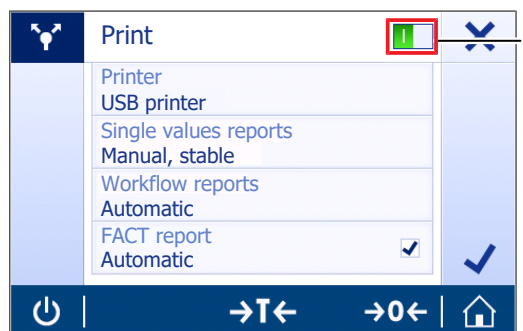 Print
Printer
USB printer
Single values reports
Manual, stable
Workflow reports
Automatic
FACT report
Automatic
→T← →0←